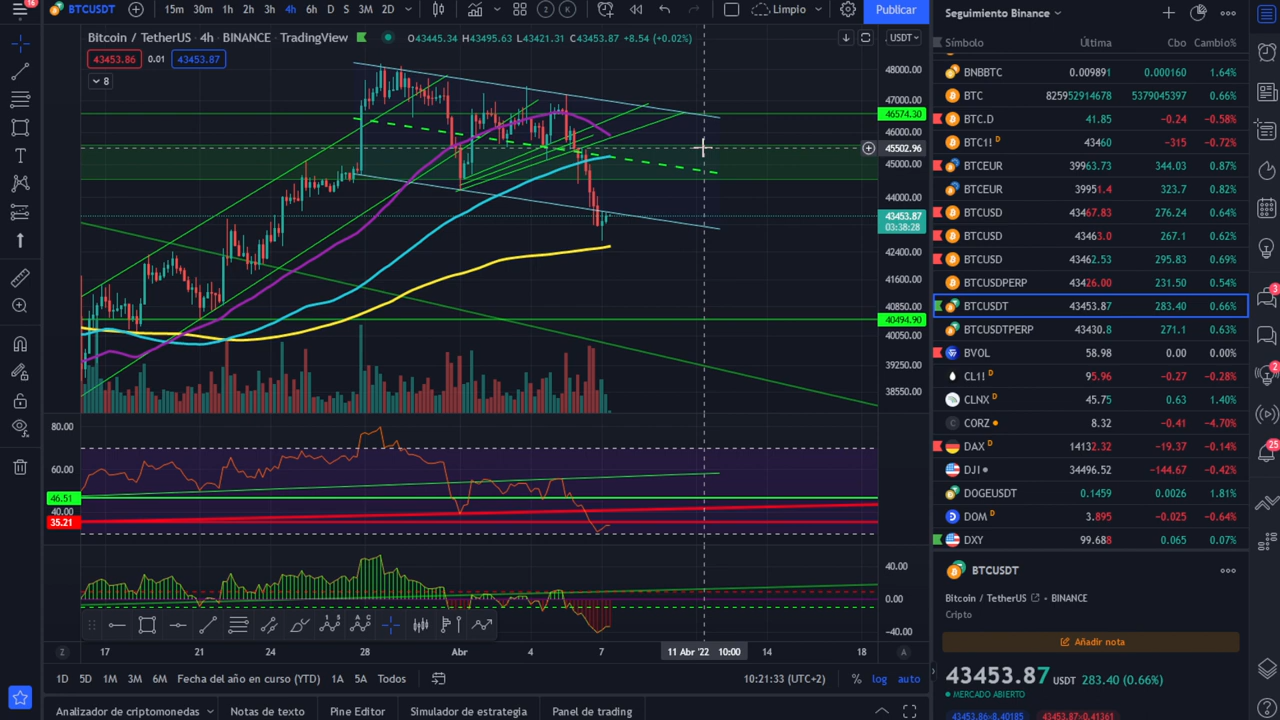 16
BTCUSDT
15m 30m 1h 2h 3h 4h 6h D S 3M 2D
Limpio
Publicar
Bitcoin / TetherUS · 4h · BINANCE · TradingView
O43445.34 H43495.63 L43421.31 C43453.87 +8.54 (+0.02%)
USDT
43453.86 0.01 43453.87
8
48000.00
47000.00
46574.30
46000.00
45502.96
45000.00
44000.00
43453.87
03:38:28
42400.00
41600.00
40850.00
40494.90
40050.00
39250.00
38550.00
80.00
60.00
46.51
40.00
35.21
40.00
0.00
-40.00
Z 17 21 24 28 Abr 4 7 11 Abr '22 10:00 14 18 A
1D 5D 1M 3M 6M Fecha del año en curso (YTD) 1A 5A Todos
10:21:33 (UTC+2) % log auto
Analizador de criptomonedas Notas de texto Pine Editor Simulador de estrategia Panel de trading
Seguimiento Binance
Símbolo Última Cbo Cambio%
BNBBTC 0.009891 0.000160 1.64%
BTC 825952914678 5379045397 0.66%
BTC.D 41.85 -0.24 -0.58%
BTC1! D 43460 -315 -0.72%
BTCEUR 39963.73 344.03 0.87%
BTCEUR 39951.4 323.7 0.82%
BTCUSD 43467.83 276.24 0.64%
BTCUSD 43463.0 267.1 0.62%
BTCUSD 43462.53 295.83 0.69%
BTCUSDPERP 43426.00 231.50 0.54%
BTCUSDT 43453.87 283.40 0.66%
BTCUSDTPERP 43430.8 271.1 0.63%
BVOL 58.98 0.00 0.00%
CL1! D 95.96 -0.27 -0.28%
CLNX D 45.75 0.63 1.40%
CORZ 8.32 -0.41 -4.70%
DAX D 14132.32 -19.37 -0.14%
DJI 34496.52 -144.67 -0.42%
DOGEUSDT 0.1459 0.0026 1.81%
DOM D 3.895 -0.025 -0.64%
DXY 99.688 0.065 0.07%
BTCUSDT
Bitcoin / TetherUS · BINANCE
Cripto
Añadir nota
43453.87 USDT 283.40 (0.66%)
MERCADO ABIERTO
43453.86×8.40185 43453.87×0.41361
3
2
25